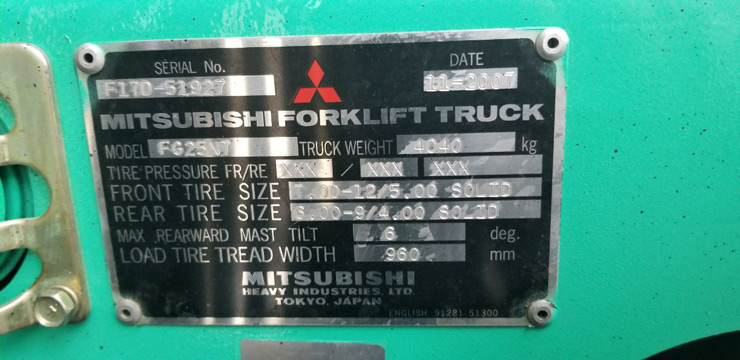 SERIAL No. DATE
F17D-51927 11-2007
MITSUBISHI FORKLIFT TRUCK
MODEL TRUCK WEIGHT 4040 kg
TIRE PRESSURE FR/RE XXX / XXX XXX
FRONT TIRE SIZE 7.00-12/5.00 SOLID
REAR TIRE SIZE 6.00-9/4.00 SOLID
MAX .REARWARD MAST TILT 6 deg.
LOAD TIRE TREAD WIDTH 960 mm
MITSUBISHI
HEAVY INDUSTRIES, LTD.
TOKYO, JAPAN
ENGLISH 91281-51300